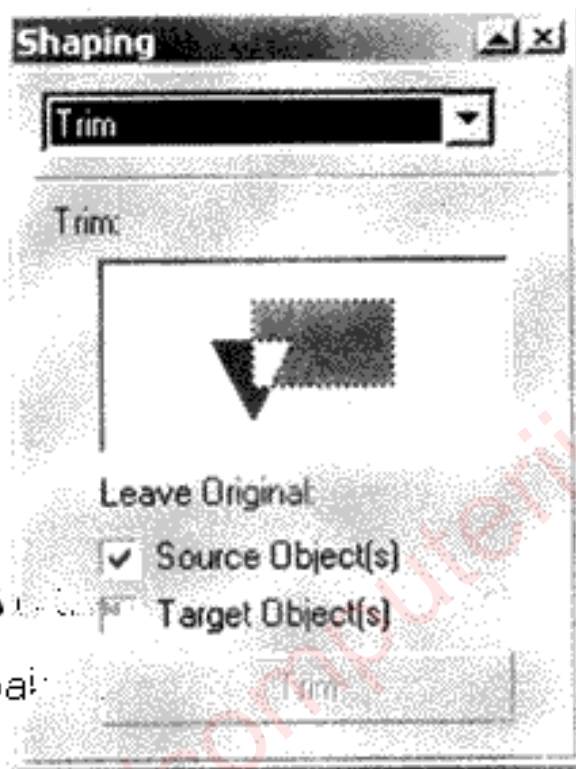 Shaping
Trim
Trim:
Leave Original:
Source Object(s)
Target Object(s)
Trim